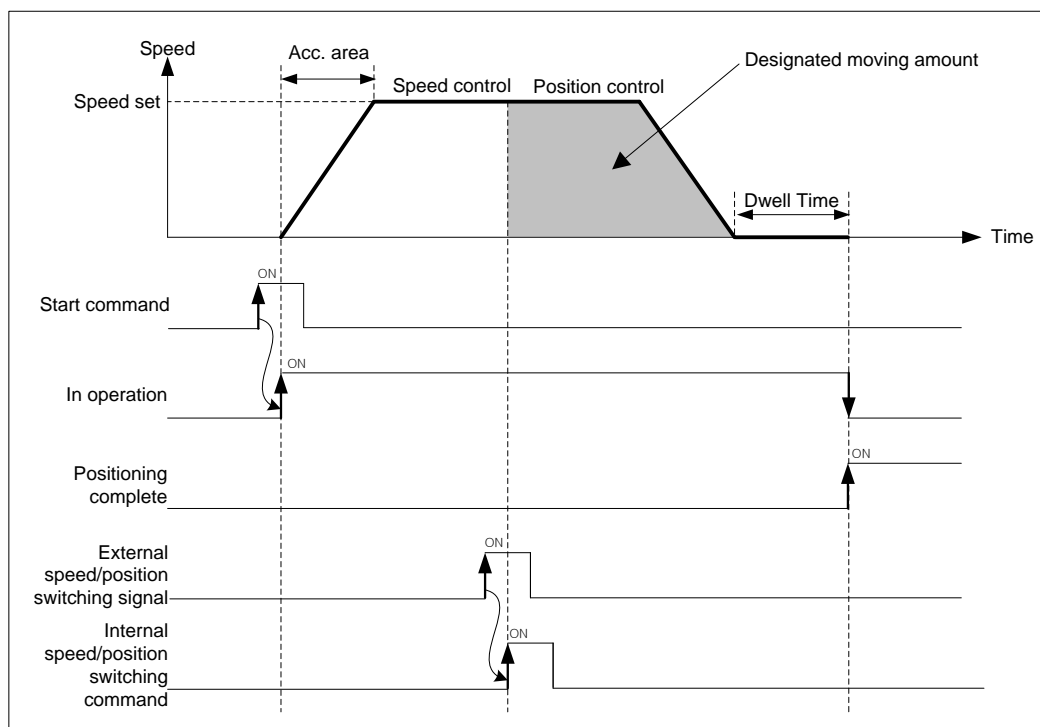 Speed
Acc. area
Speed control
Position control
Designated moving amount
Speed set
Dwell Time
Time
ON
Start command
ON
In operation
ON
Positioning
complete
ON
External
speed/position
switching signal
ON
Internal
speed/position
switching
command